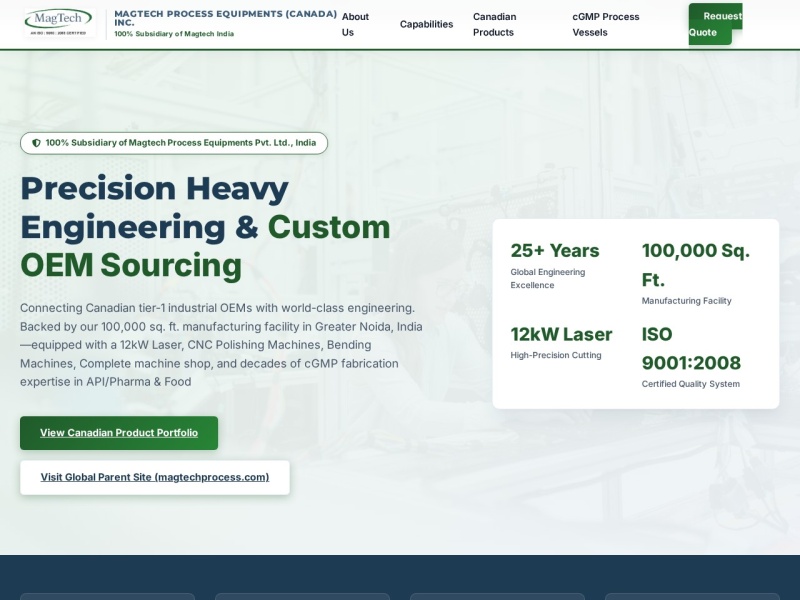 MagTech
AN ISO : 9001 : 2008 CERTIFIED
MAGTECH PROCESS EQUIPMENTS (CANADA) INC.
100% Subsidiary of Magtech India
About Us
Capabilities
Canadian Products
cGMP Process Vessels
Request Quote
100% Subsidiary of Magtech Process Equipments Pvt. Ltd., India
Precision Heavy
Engineering & Custom
OEM Sourcing
Connecting Canadian tier-1 industrial OEMs with world-class engineering.
Backed by our 100,000 sq. ft. manufacturing facility in Greater Noida, India
—equipped with a 12kW Laser, CNC Polishing Machines, Bending
Machines, Complete machine shop, and decades of cGMP fabrication
expertise in API/Pharma & Food
View Canadian Product Portfolio
Visit Global Parent Site (magtechprocess.com)
25+ Years
Global Engineering
Excellence
100,000 Sq.
Ft.
Manufacturing Facility
12kW Laser
High-Precision Cutting
ISO
9001:2008
Certified Quality System